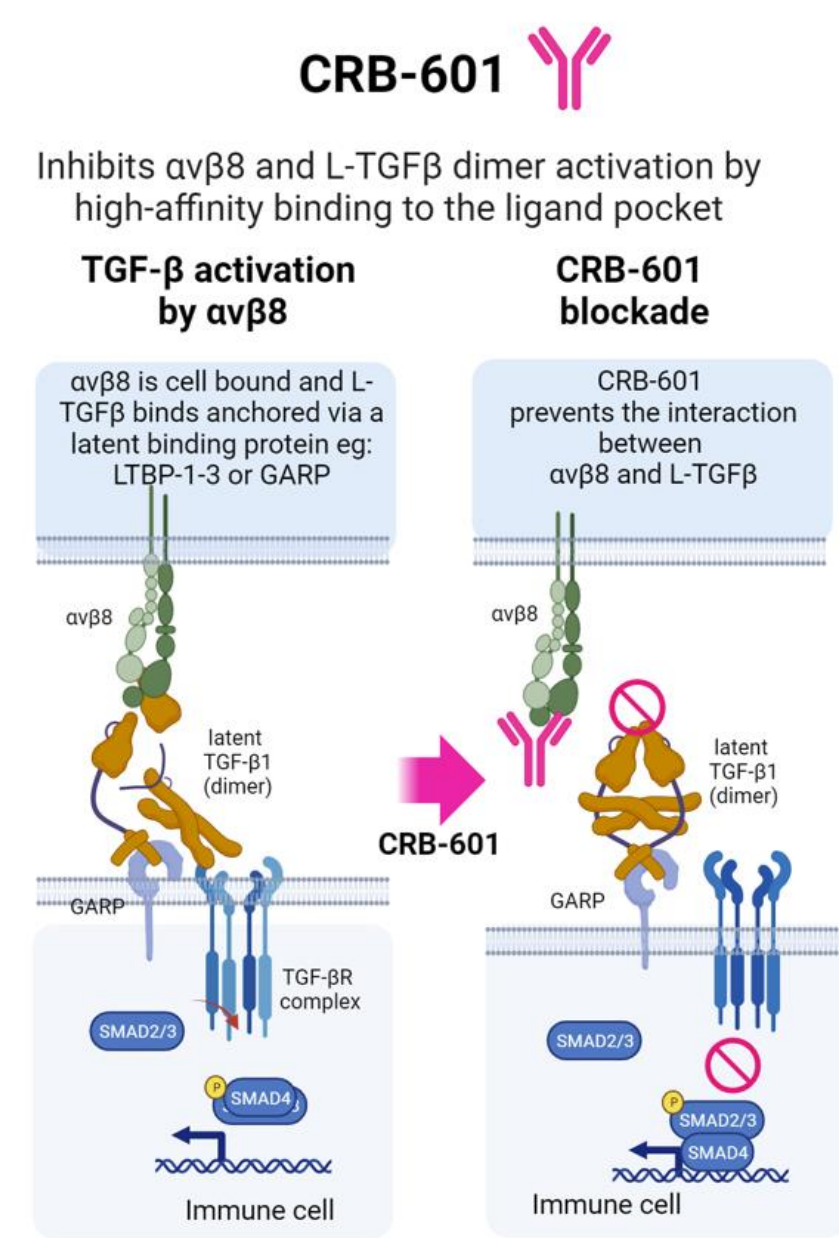 CRB-601
Inhibits αvβ8 and L-TGFβ dimer activation by
high-affinity binding to the ligand pocket
TGF-β activation
by αvβ8
αvβ8 is cell bound and L-
TGFβ binds anchored via a
latent binding protein eg:
LTBP-1-3 or GARP
αvβ8
latent
TGF-β1
(dimer)
GARP
TGF-βR
complex
SMAD2/3
P
SMAD4
3
Immune cell
CRB-601
CRB-601
blockade
CRB-601
prevents the interaction
between
αvβ8 and L-TGFβ
αvβ8
latent
TGF-β1
(dimer)
GARP
SMAD2/3
P
SMAD2/3
SMAD4
Immune cell